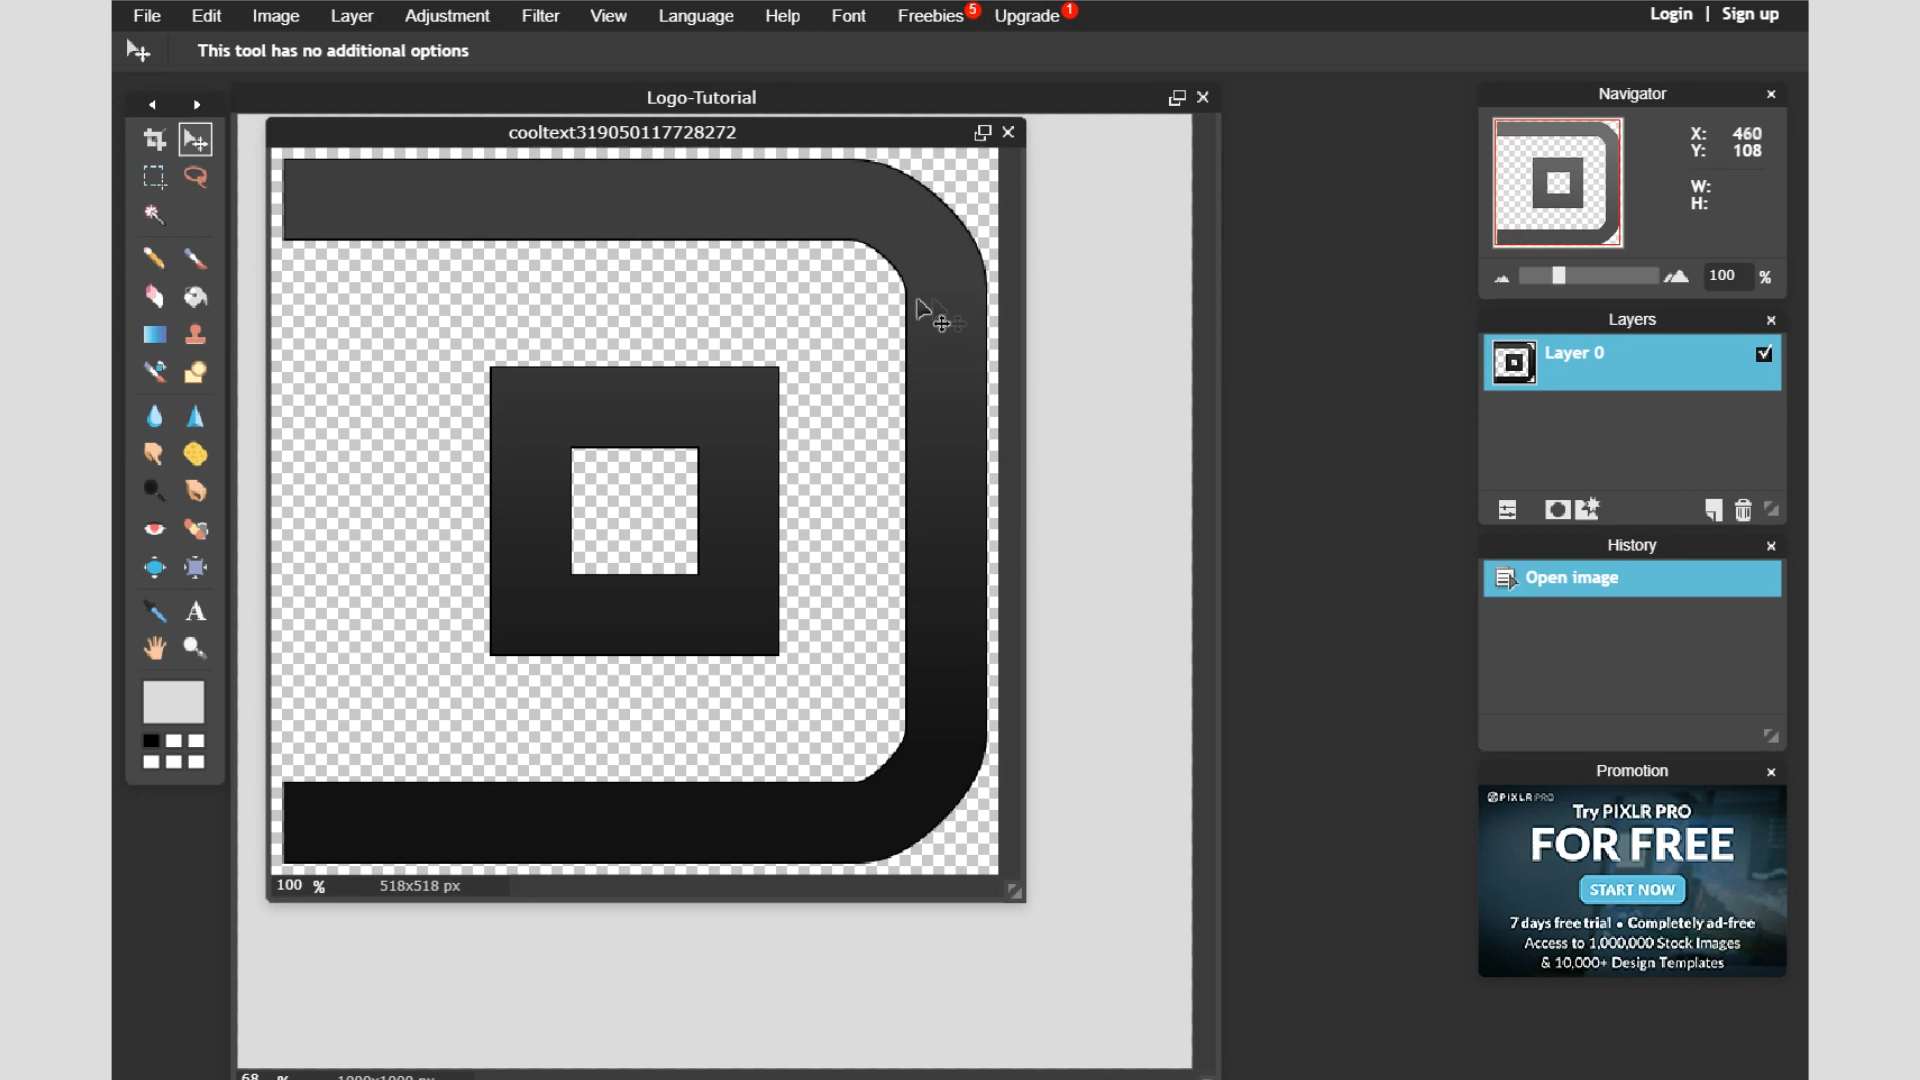 File Edit Image Layer Adjustment Filter View Language Help Font Freebies 5 Upgrade 1 Login | Sign up
This tool has no additional options
Logo-Tutorial
cooltext319050117728272
Navigator
X: 460
Y: 108
W:
H:
100 %
Layers
Layer 0
History
Open image
Promotion
PIXLR PRO
Try PIXLR PRO
FOR FREE
START NOW
7 days free trial • Completely ad-free
Access to 1,000,000 Stock Images
& 10,000+ Design Templates
A
100 % 518x518 px
68 % 1000x1000 px